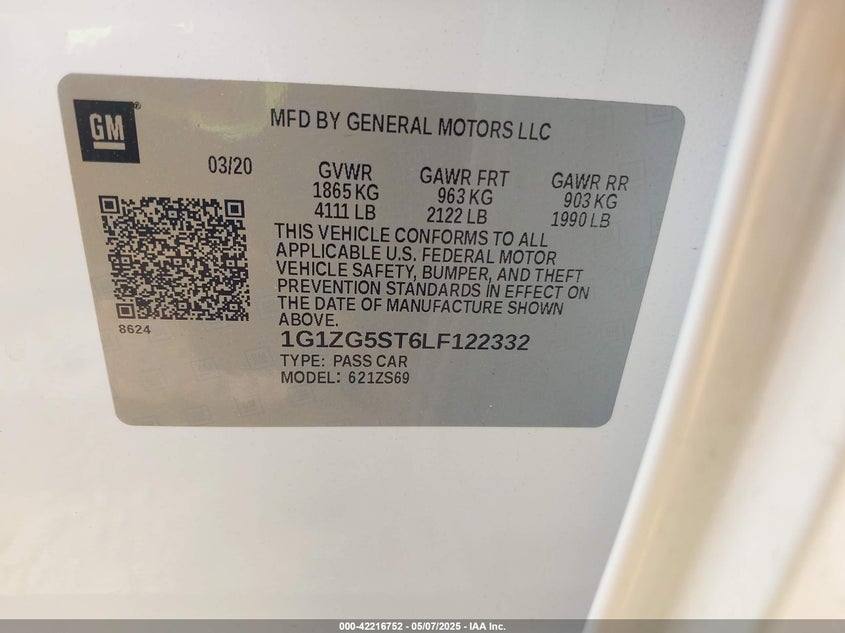 GM
MFD BY GENERAL MOTORS LLC
03/20
GVWR
1865 KG
4111 LB
GAWR FRT
963 KG
2122 LB
GAWR RR
903 KG
1990 LB
THIS VEHICLE CONFORMS TO ALL
APPLICABLE U.S. FEDERAL MOTOR
VEHICLE SAFETY, BUMPER, AND THEFT
PREVENTION STANDARDS IN EFFECT ON
THE DATE OF MANUFACTURE SHOWN
ABOVE.
8624
1G1ZG5ST6LF122332
TYPE: PASS CAR
MODEL: 621ZS69
000-42216752 - 05/07/2025 - IAA Inc.